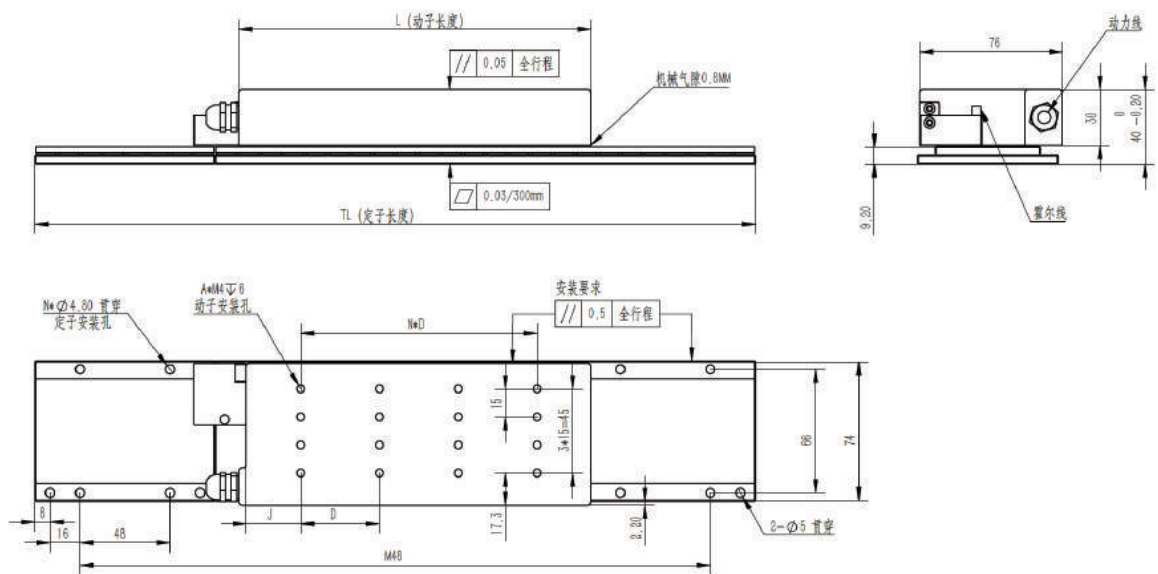 L (动子长度)
// 0.05 全行程
机械气隙0.8MM
0.03/300mm
TL (定子长度)
76
动力线
30
0
40 -0.20
9.20
霍尔线
N*Ø4.80 贯穿
定子安装孔
A*M4↧6
动子安装孔
N*D
安装要求
// 0.5 全行程
15
3*15=45
66
74
8
16
48
J
D
17.3
2.20
2-Ø5 贯穿
M48